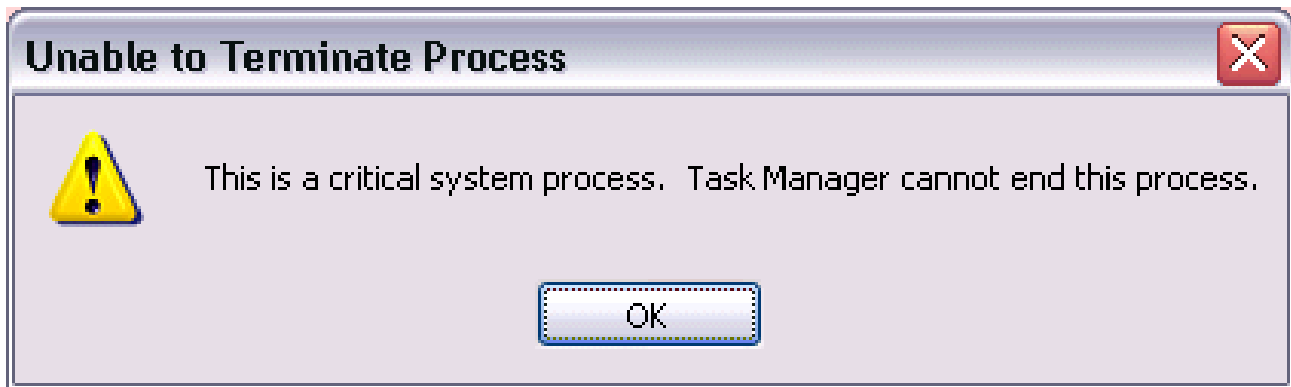 Unable to Terminate Process
This is a critical system process.  Task Manager cannot end this process.
OK